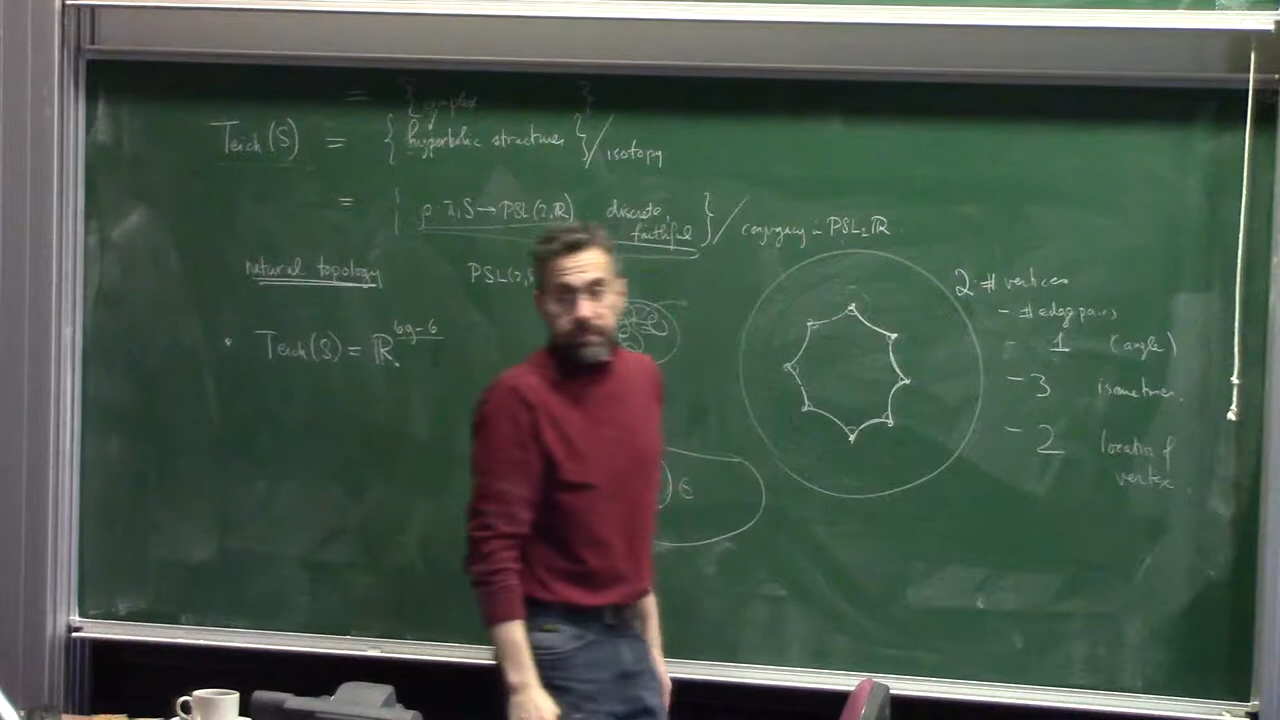 = { complex }
Teich(S) = { hyperbolic structures } / isotopy
= { ρ: π₁S → PSL(2,ℝ) discrete, faithful } / conjugacy in PSL₂ℝ.
natural topology PSL(2,
• Teich(S) = ℝ^{6g-6}
2·# vertices
- # edge pairs
- 1 (angle)
- 3 isometries.
- 2 location of
vertex.